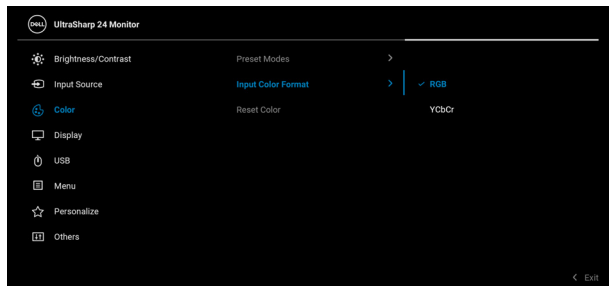 DELL UltraSharp 24 Monitor
Brightness/Contrast Preset Modes
Input Source Input Color Format RGB
Color Reset Color YCbCr
Display
USB
Menu
Personalize
Others
Exit